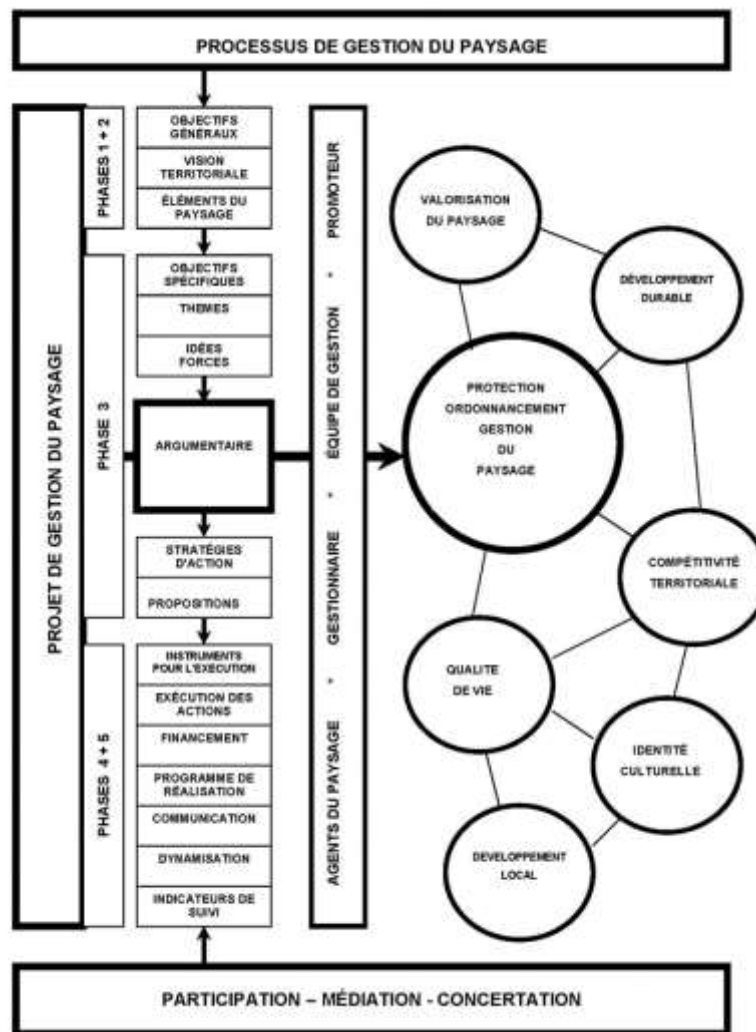 PROCESSUS DE GESTION DU PAYSAGE
PROJET DE GESTION DU PAYSAGE
PHASES 1 + 2
OBJECTIFS
GÉNÉRAUX
VISION
TERRITORIALE
ÉLÉMENTS DU
PAYSAGE
PHASE 3
OBJECTIFS
SPÉCIFIQUES
THEMES
IDÉES
FORCES
ARGUMENTAIRE
STRATÉGIES
D'ACTION
PROPOSITIONS
PHASES 4 + 5
INSTRUMENTS
POUR L'EXECUTION
EXÉCUTION DES
ACTIONS
FINANCEMENT
PROGRAMME DE
RÉALISATION
COMMUNICATION
DYNAMISATION
INDICATEURS DE
SUIVI
AGENTS DU PAYSAGE * GESTIONNAIRE * ÉQUIPE DE GESTION * PROMOTEUR
VALORISATION
DU PAYSAGE
DÉVELOPPEMENT
DURABLE
PROTECTION
ORDONNANCEMENT
GESTION
DU
PAYSAGE
COMPÉTITIVITÉ
TERRITORIALE
QUALITE
DE VIE
IDENTITÉ
CULTURELLE
DEVELOPPEMENT
LOCAL
PARTICIPATION – MÉDIATION - CONCERTATION